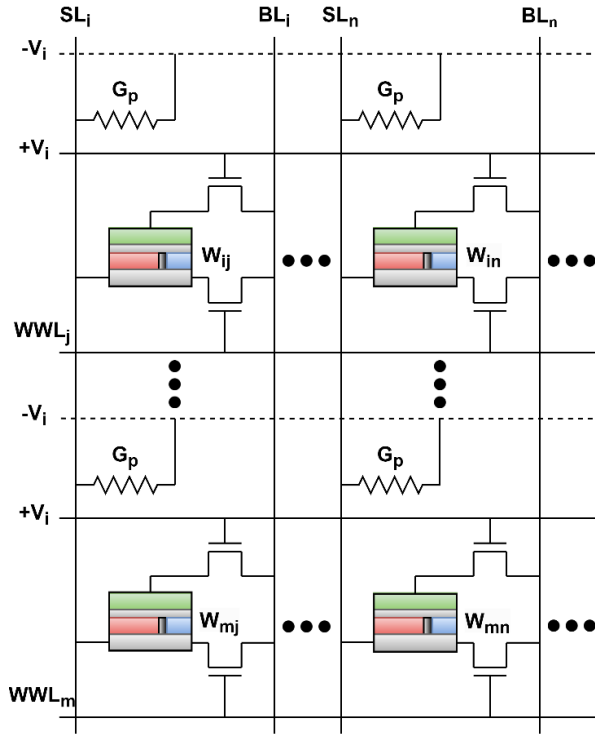 SLi BLi SLn BLn
-Vi
Gp Gp
+Vi
Wij Win
WWLj
-Vi
Gp Gp
+Vi
Wmj Wmn
WWLm